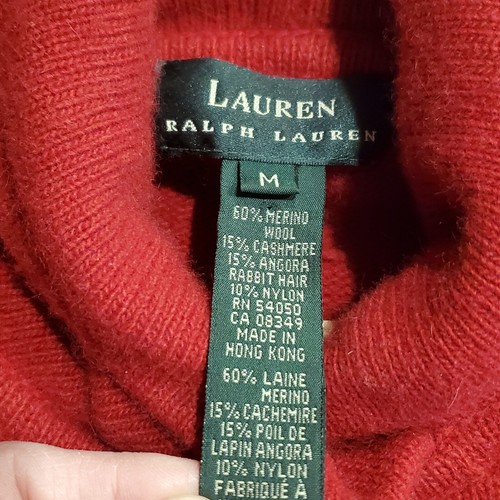 LAUREN
RALPH LAUREN
M
60% MERINO
WOOL
15% CASHMERE
15% ANGORA
RABBIT HAIR
10% NYLON
RN 54050
CA 08349
MADE IN
HONG KONG
60% LAINE
MERINO
15% CACHEMIRE
15% POIL DE
LAPIN ANGORA
10% NYLON
FABRIQUÉ À